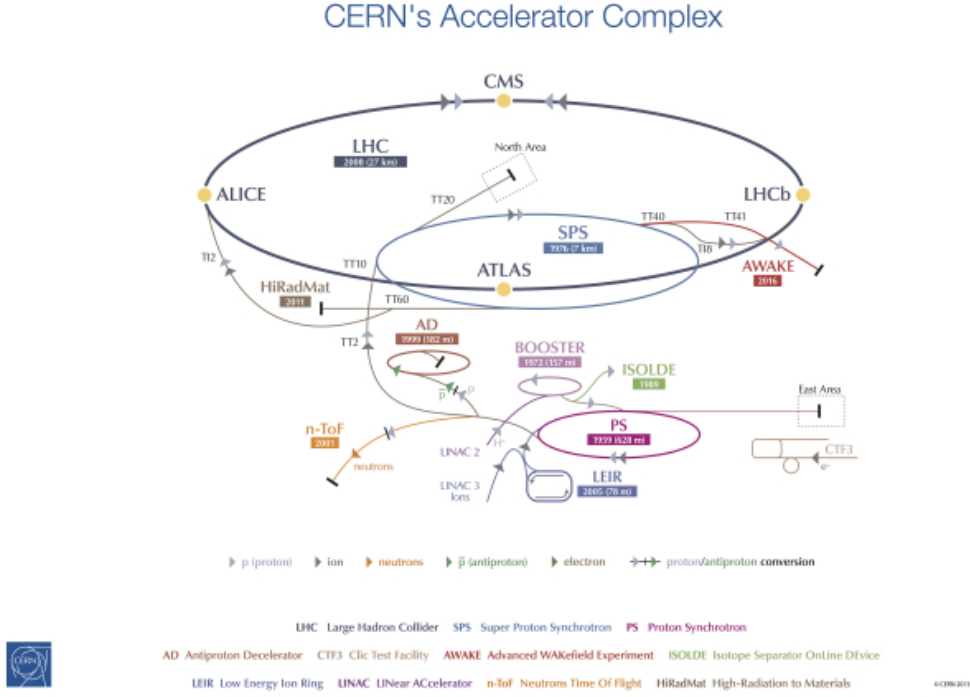 CERN's Accelerator Complex
CMS
LHC
2008 (27 km)
North Area
ALICE
LHCb
TT20
TT40
TT41
SPS
1976 (7 km)
TI2
TT10
TI8
ATLAS
AWAKE
2016
HiRadMat
2011
TT60
AD
1999 (182 m)
TT2
BOOSTER
1972 (157 m)
ISOLDE
1989
p
p̄
East Area
n-ToF
2001
PS
1959 (628 m)
H+
LINAC 2
neutrons
CTF3
e-
LEIR
2005 (78 m)
LINAC 3
Ions
p (proton) ion neutrons p̄ (antiproton) electron proton/antiproton conversion
LHC Large Hadron Collider SPS Super Proton Synchrotron PS Proton Synchrotron
AD Antiproton Decelerator CTF3 Clic Test Facility AWAKE Advanced WAKefield Experiment ISOLDE Isotope Separator OnLine DEvice
LEIR Low Energy Ion Ring LINAC LINear ACcelerator n-ToF Neutrons Time Of Flight HiRadMat High-Radiation to Materials
CERN